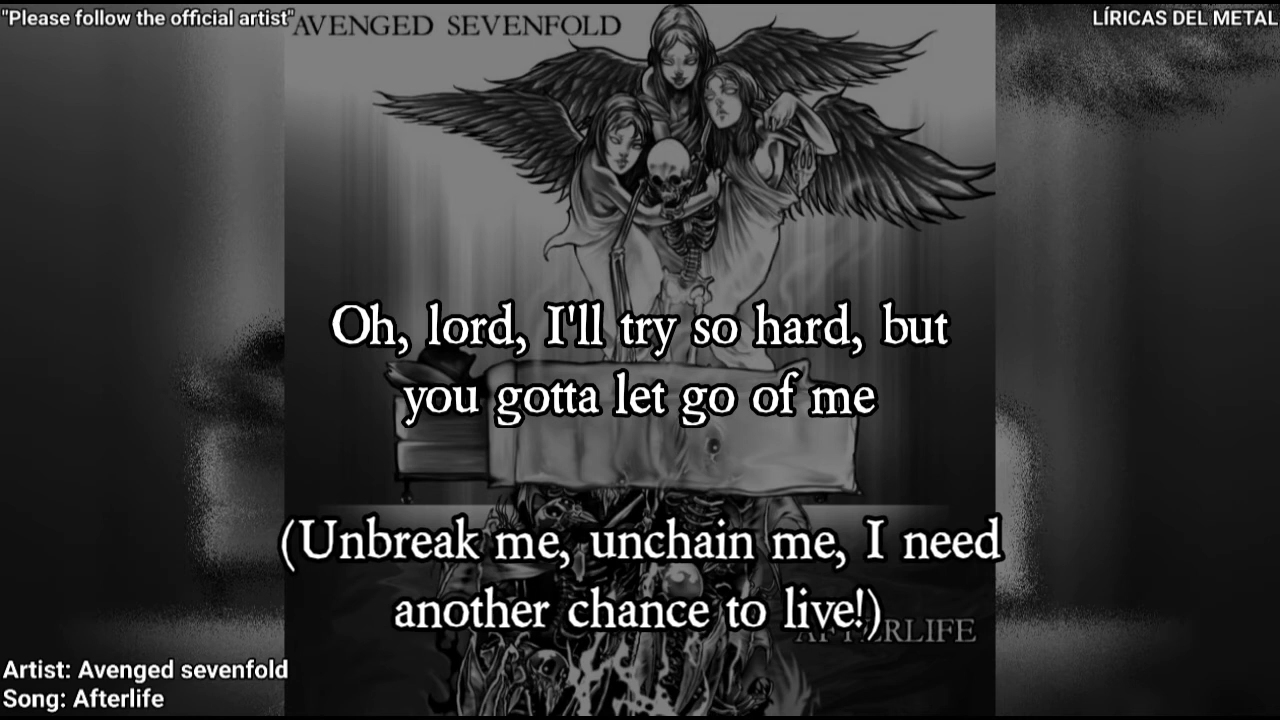 "Please follow the official artist"
AVENGED SEVENFOLD
LÍRICAS DEL METAL
Oh, lord, I'll try so hard, but
you gotta let go of me
(Unbreak me, unchain me, I need
another chance to live!)
AFTERLIFE
Artist: Avenged sevenfold
Song: Afterlife